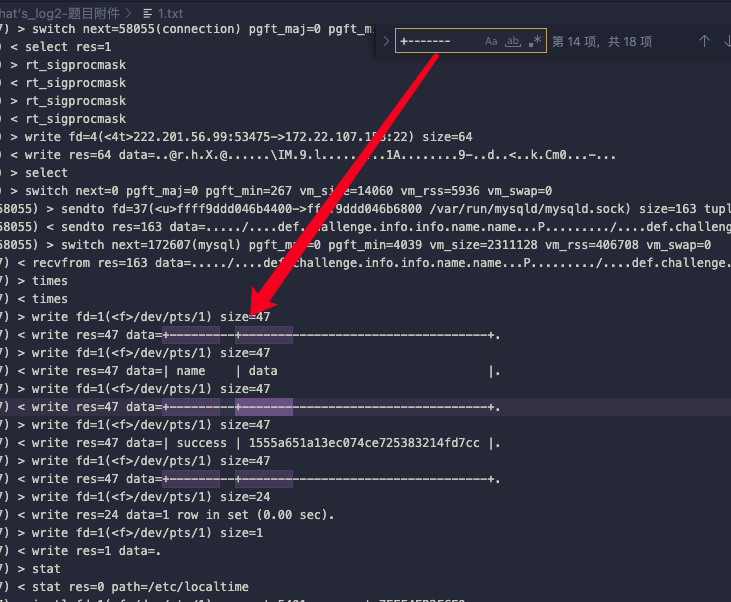 hat's_log2-题目附件 > 1.txt
7) > switch next=58055(connection) pgft_maj=0 pgft_mi
+------- Aa ab .* 第 14 项，共 18 项
) < select res=1
) > rt_sigprocmask
) < rt_sigprocmask
) > rt_sigprocmask
) < rt_sigprocmask
) > write fd=4(<4t>222.201.56.99:53475->172.22.107.15 :22) size=64
) < write res=64 data=..@r.h.X.@......\IM.9.l.... ...1A........9-..d..<..k.Cm0...-...
) > select
) > switch next=0 pgft_maj=0 pgft_min=267 vm_size=14060 vm_rss=5936 vm_swap=0
58055) > sendto fd=37(<u>ffff9ddd046b4400->ff 9ddd046b6800 /var/run/mysqld/mysqld.sock) size=163 tupl
58055) < sendto res=163 data=...../....def.challenge.info.info.name.name...P........./....def.challenge.
58055) > switch next=172607(mysql) pgft_maj=0 pgft_min=4039 vm_size=2311128 vm_rss=406708 vm_swap=0
7) < recvfrom res=163 data=...../....def.challenge.info.info.name.name...P........./....def.challenge.
7) > times
7) < times
7) > write fd=1(<f>/dev/pts/1) size=47
7) < write res=47 data=+---------+----------------------------------+.
7) > write fd=1(<f>/dev/pts/1) size=47
7) < write res=47 data=| name    | data                             |.
7) > write fd=1(<f>/dev/pts/1) size=47
7) < write res=47 data=+---------+----------------------------------+.
7) > write fd=1(<f>/dev/pts/1) size=47
7) < write res=47 data=| success | 1555a651a13ec074ce725383214fd7cc |.
7) > write fd=1(<f>/dev/pts/1) size=47
7) < write res=47 data=+---------+----------------------------------+.
7) > write fd=1(<f>/dev/pts/1) size=24
7) < write res=24 data=1 row in set (0.00 sec).
7) > write fd=1(<f>/dev/pts/1) size=1
7) < write res=1 data=.
7) > stat
7) < stat res=0 path=/etc/localtime